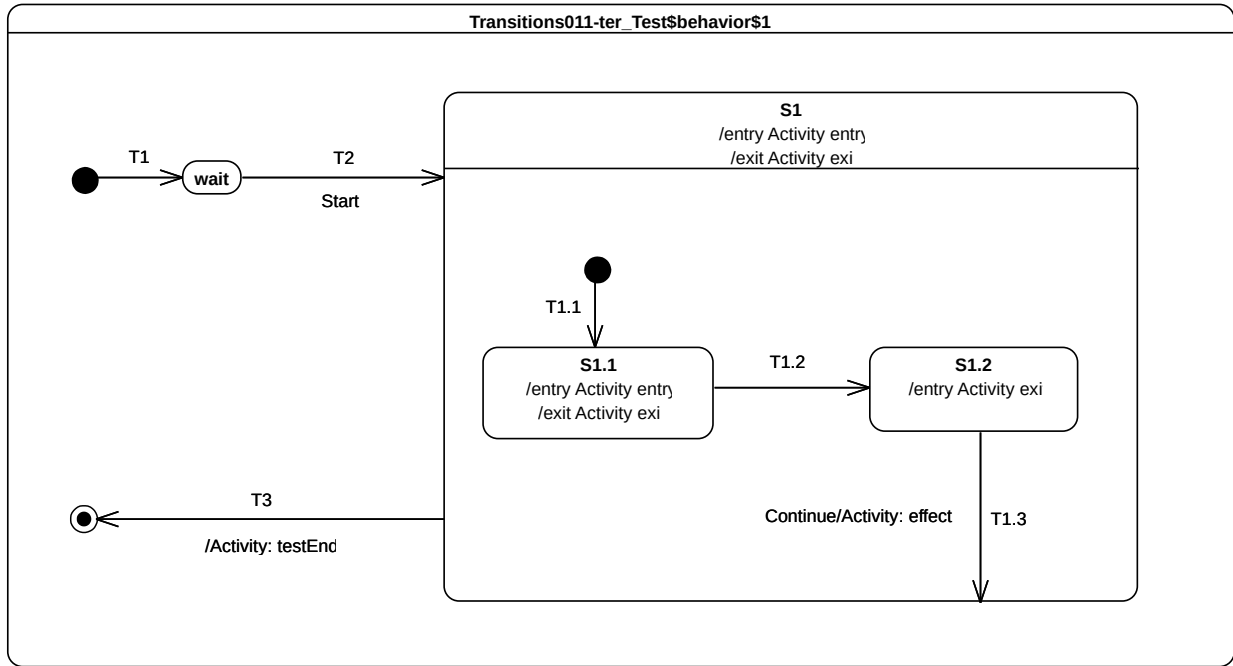 Transitions011-ter_Test$behavior$1
S1
/entry Activity entry
/exit Activity exi
T1
T2
wait
Start
T1.1
S1.1
/entry Activity entry
/exit Activity exi
T1.2
S1.2
/entry Activity exi
T3
/Activity: testEnd
Continue/Activity: effect
T1.3